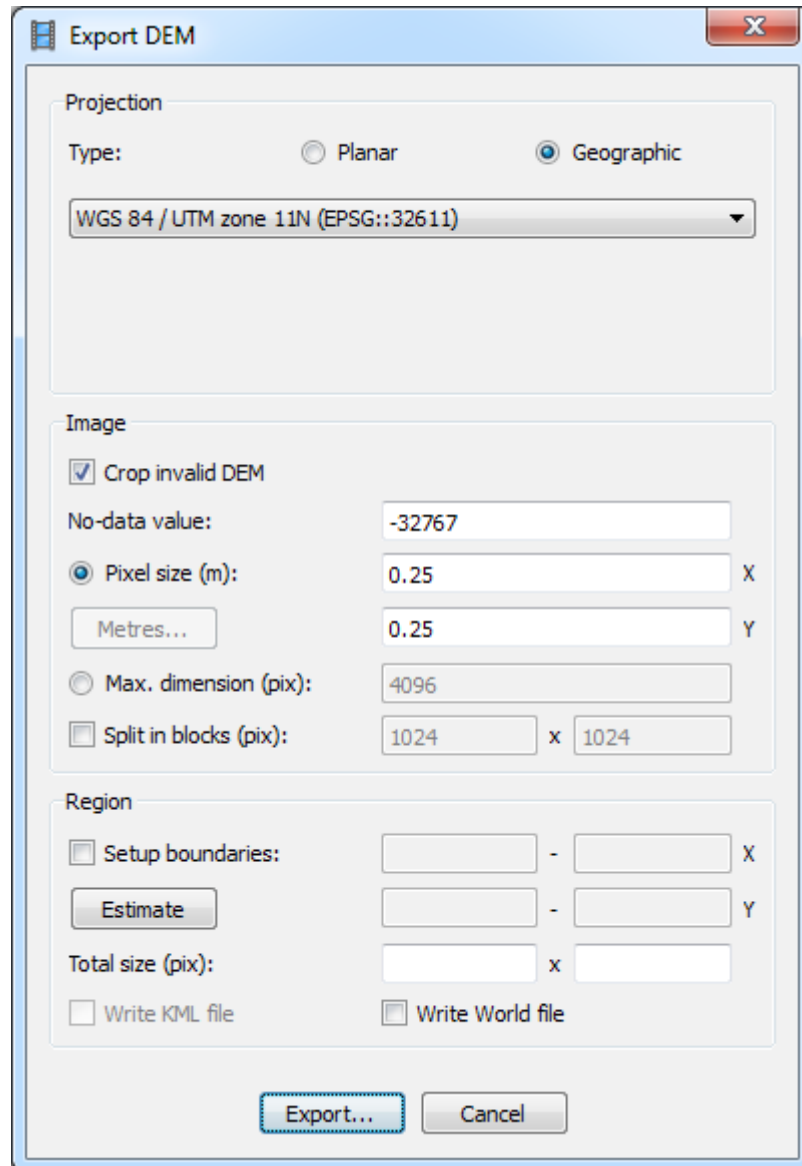 Export DEM
Projection
Type: Planar Geographic
WGS 84 / UTM zone 11N (EPSG::32611)
Image
Crop invalid DEM
No-data value: -32767
Pixel size (m): 0.25 X
Metres... 0.25 Y
Max. dimension (pix): 4096
Split in blocks (pix): 1024 x 1024
Region
Setup boundaries: - X
Estimate - Y
Total size (pix): x
Write KML file Write World file
Export... Cancel